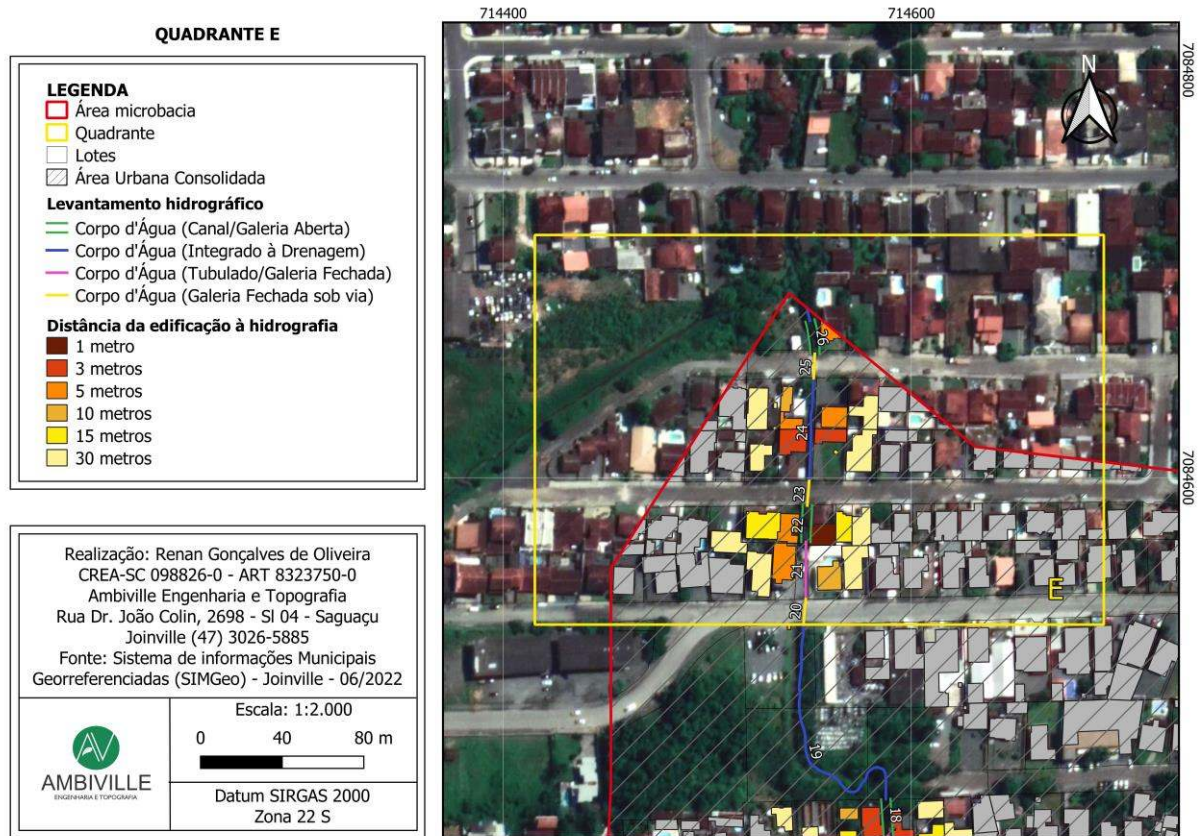 QUADRANTE E
LEGENDA
Área microbacia
Quadrante
Lotes
Área Urbana Consolidada
Levantamento hidrográfico
Corpo d'Água (Canal/Galeria Aberta)
Corpo d'Água (Integrado à Drenagem)
Corpo d'Água (Tubulado/Galeria Fechada)
Corpo d'Água (Galeria Fechada sob via)
Distância da edificação à hidrografia
1 metro
3 metros
5 metros
10 metros
15 metros
30 metros
Realização: Renan Gonçalves de Oliveira
CREA-SC 098826-0 - ART 8323750-0
Ambiville Engenharia e Topografia
Rua Dr. João Colin, 2698 - Sl 04 - Saguaçu
Joinville (47) 3026-5885
Fonte: Sistema de informações Municipais
Georreferenciadas (SIMGeo) - Joinville - 06/2022
AMBIVILLE
ENGENHARIA E TOPOGRAFIA
Escala: 1:2.000
0 40 80 m
Datum SIRGAS 2000
Zona 22 S
714400 714600
7084800
N
26
25
24
7084600
23
22
21
E
20
19
18